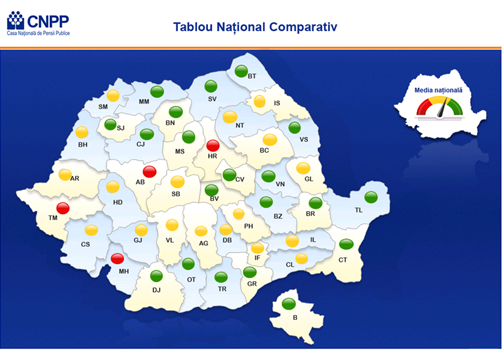 CNPP
Casa Națională de Pensii Publice
Tablou Național Comparativ
Media națională
BT
SM
MM
SV
IS
SJ
BN
NT
BH
CJ
MS
HR
BC
VS
AR
AB
SB
CV
VN
GL
TM
HD
BV
BZ
BR
TL
CS
GJ
VL
AG
DB
PH
IF
IL
CL
CT
MH
DJ
OT
TR
GR
B